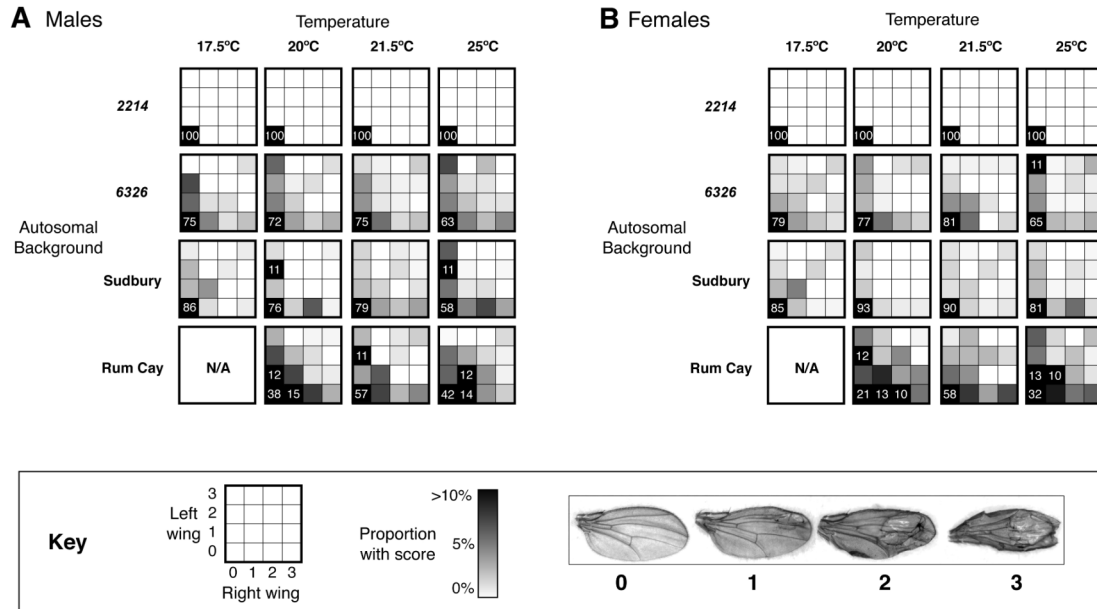 A Males
Temperature
17.5ºC 20ºC 21.5ºC 25ºC
2214
100 100 100 100
6326
75 72 75 63
Autosomal
Background
Sudbury
11 11
86 76 79 58
Rum Cay
N/A
11
12 12
38 15 57 42 14
B Females
Temperature
17.5ºC 20ºC 21.5ºC 25ºC
2214
100 100 100 100
6326
11
79 77 81 65
Autosomal
Background
Sudbury
85 93 90 81
Rum Cay
N/A
12
13 10
21 13 10 58 32
Key
3
2
1
0
Left
wing
0 1 2 3
Right wing
Proportion
with score
>10%
5%
0%
0 1 2 3